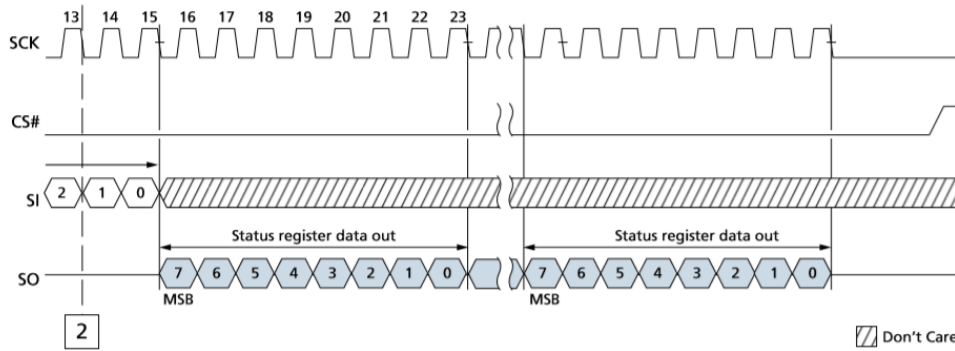 13 14 15 16 17 18 19 20 21 22 23
SCK
CS#
SI 2 1 0
Status register data out Status register data out
SO 7 6 5 4 3 2 1 0 7 6 5 4 3 2 1 0
MSB MSB
2
Don't Care